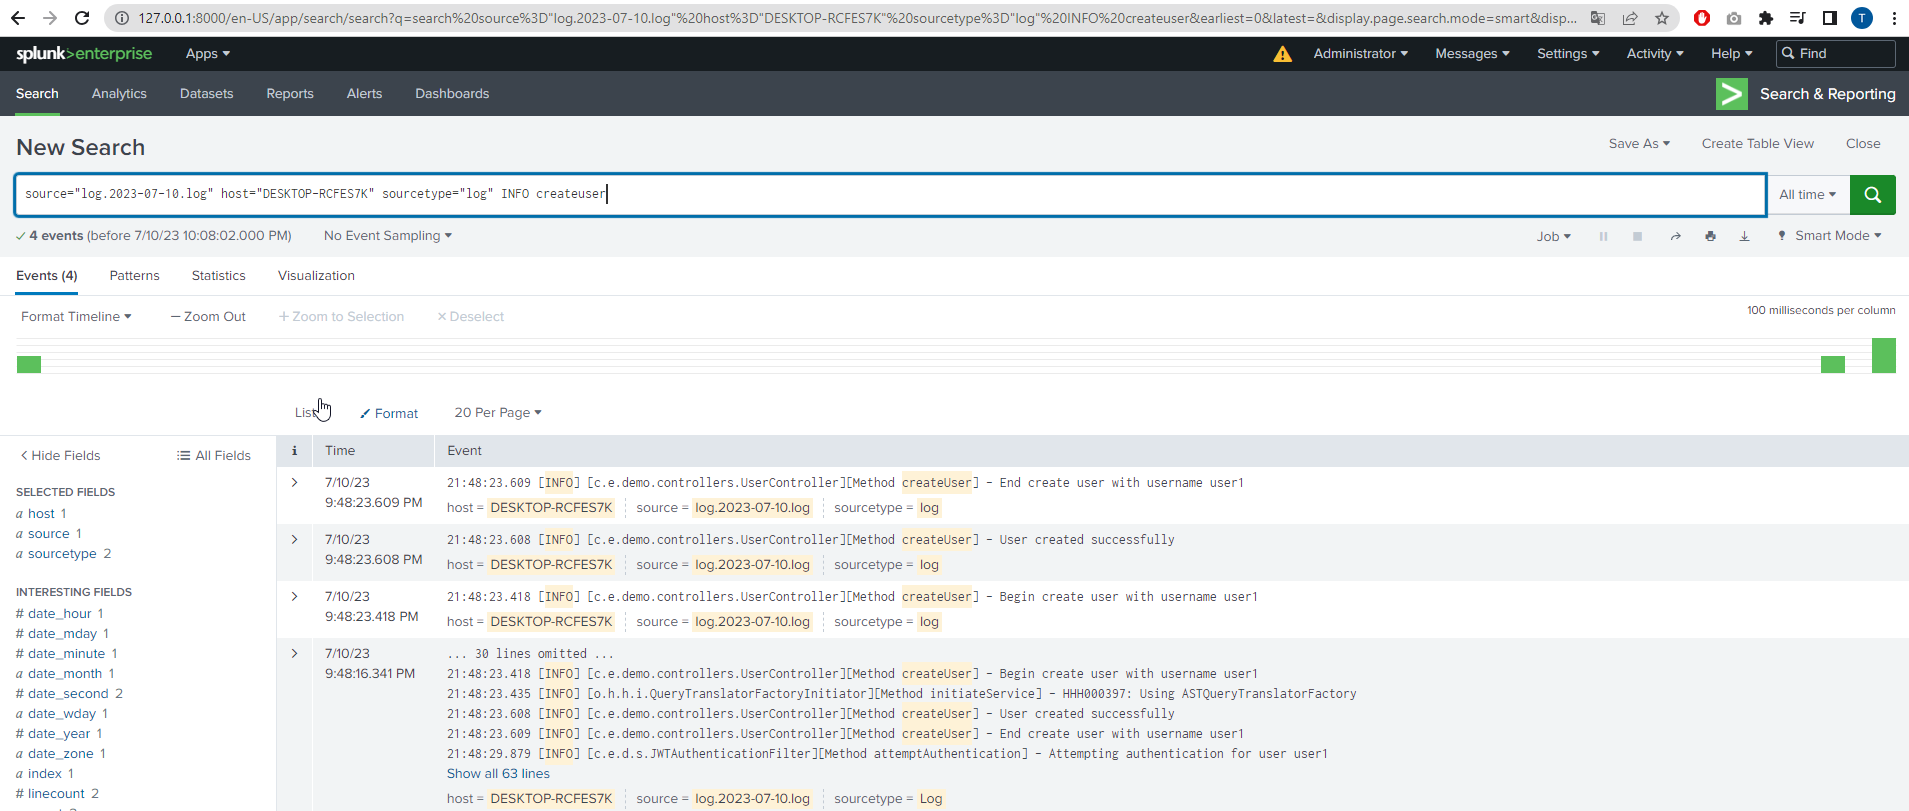 127.0.0.1:8000/en-US/app/search/search?q=search%20source%3D"log.2023-07-10.log"%20host%3D"DESKTOP-RCFES7K"%20sourcetype%3D"log"%20INFO%20createuser&earliest=0&latest=&display.page.search.mode=smart&disp...
T
splunk>enterprise Apps Administrator Messages Settings Activity Help Find
Search Analytics Datasets Reports Alerts Dashboards Search & Reporting
New Search Save As Create Table View Close
source="log.2023-07-10.log" host="DESKTOP-RCFES7K" sourcetype="log" INFO createuser All time
4 events (before 7/10/23 10:08:02.000 PM) No Event Sampling Job Smart Mode
Events (4) Patterns Statistics Visualization
Format Timeline – Zoom Out + Zoom to Selection × Deselect 100 milliseconds per column
List Format 20 Per Page
< Hide Fields All Fields
SELECTED FIELDS
a host 1
a source 1
a sourcetype 2
INTERESTING FIELDS
# date_hour 1
# date_mday 1
# date_minute 1
a date_month 1
# date_second 2
a date_wday 1
# date_year 1
a date_zone 1
a index 1
# linecount 2
i Time Event
> 7/10/23 9:48:23.609 PM
21:48:23.609 [INFO] [c.e.demo.controllers.UserController][Method createUser] - End create user with username user1
host = DESKTOP-RCFES7K source = log.2023-07-10.log sourcetype = log
> 7/10/23 9:48:23.608 PM
21:48:23.608 [INFO] [c.e.demo.controllers.UserController][Method createUser] - User created successfully
host = DESKTOP-RCFES7K source = log.2023-07-10.log sourcetype = log
> 7/10/23 9:48:23.418 PM
21:48:23.418 [INFO] [c.e.demo.controllers.UserController][Method createUser] - Begin create user with username user1
host = DESKTOP-RCFES7K source = log.2023-07-10.log sourcetype = log
> 7/10/23 9:48:16.341 PM
... 30 lines omitted ...
21:48:23.418 [INFO] [c.e.demo.controllers.UserController][Method createUser] - Begin create user with username user1
21:48:23.435 [INFO] [o.h.h.i.QueryTranslatorFactoryInitiator][Method initiateService] - HHH000397: Using ASTQueryTranslatorFactory
21:48:23.608 [INFO] [c.e.demo.controllers.UserController][Method createUser] - User created successfully
21:48:23.609 [INFO] [c.e.demo.controllers.UserController][Method createUser] - End create user with username user1
21:48:29.879 [INFO] [c.e.d.s.JWTAuthenticationFilter][Method attemptAuthentication] - Attempting authentication for user user1
Show all 63 lines
host = DESKTOP-RCFES7K source = log.2023-07-10.log sourcetype = Log